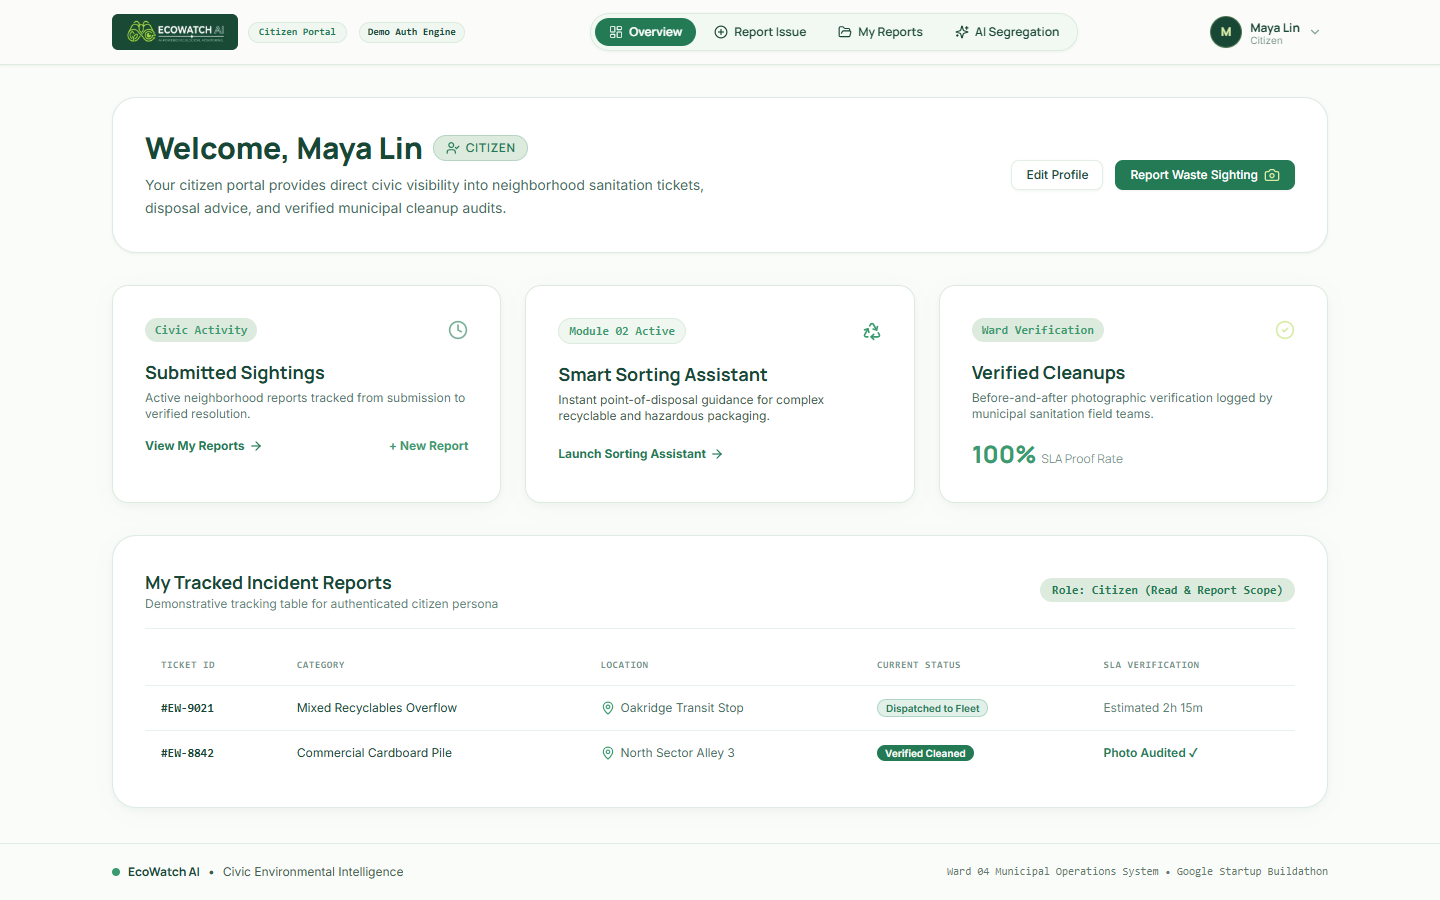 ECOWATCH AI
Citizen Portal
Demo Auth Engine
Overview
Report Issue
My Reports
AI Segregation
M
Maya Lin
Citizen
Welcome, Maya Lin
CITIZEN
Your citizen portal provides direct civic visibility into neighborhood sanitation tickets,
disposal advice, and verified municipal cleanup audits.
Edit Profile
Report Waste Sighting
Civic Activity
Submitted Sightings
Active neighborhood reports tracked from submission to
verified resolution.
View My Reports →
+ New Report
Module 02 Active
Smart Sorting Assistant
Instant point-of-disposal guidance for complex
recyclable and hazardous packaging.
Launch Sorting Assistant →
Ward Verification
Verified Cleanups
Before-and-after photographic verification logged by
municipal sanitation field teams.
100% SLA Proof Rate
My Tracked Incident Reports
Demonstrative tracking table for authenticated citizen persona
Role: Citizen (Read & Report Scope)
TICKET ID CATEGORY LOCATION CURRENT STATUS SLA VERIFICATION
#EW-9021 Mixed Recyclables Overflow Oakridge Transit Stop Dispatched to Fleet Estimated 2h 15m
#EW-8842 Commercial Cardboard Pile North Sector Alley 3 Verified Cleaned Photo Audited ✓
EcoWatch AI • Civic Environmental Intelligence
Ward 04 Municipal Operations System • Google Startup Buildathon